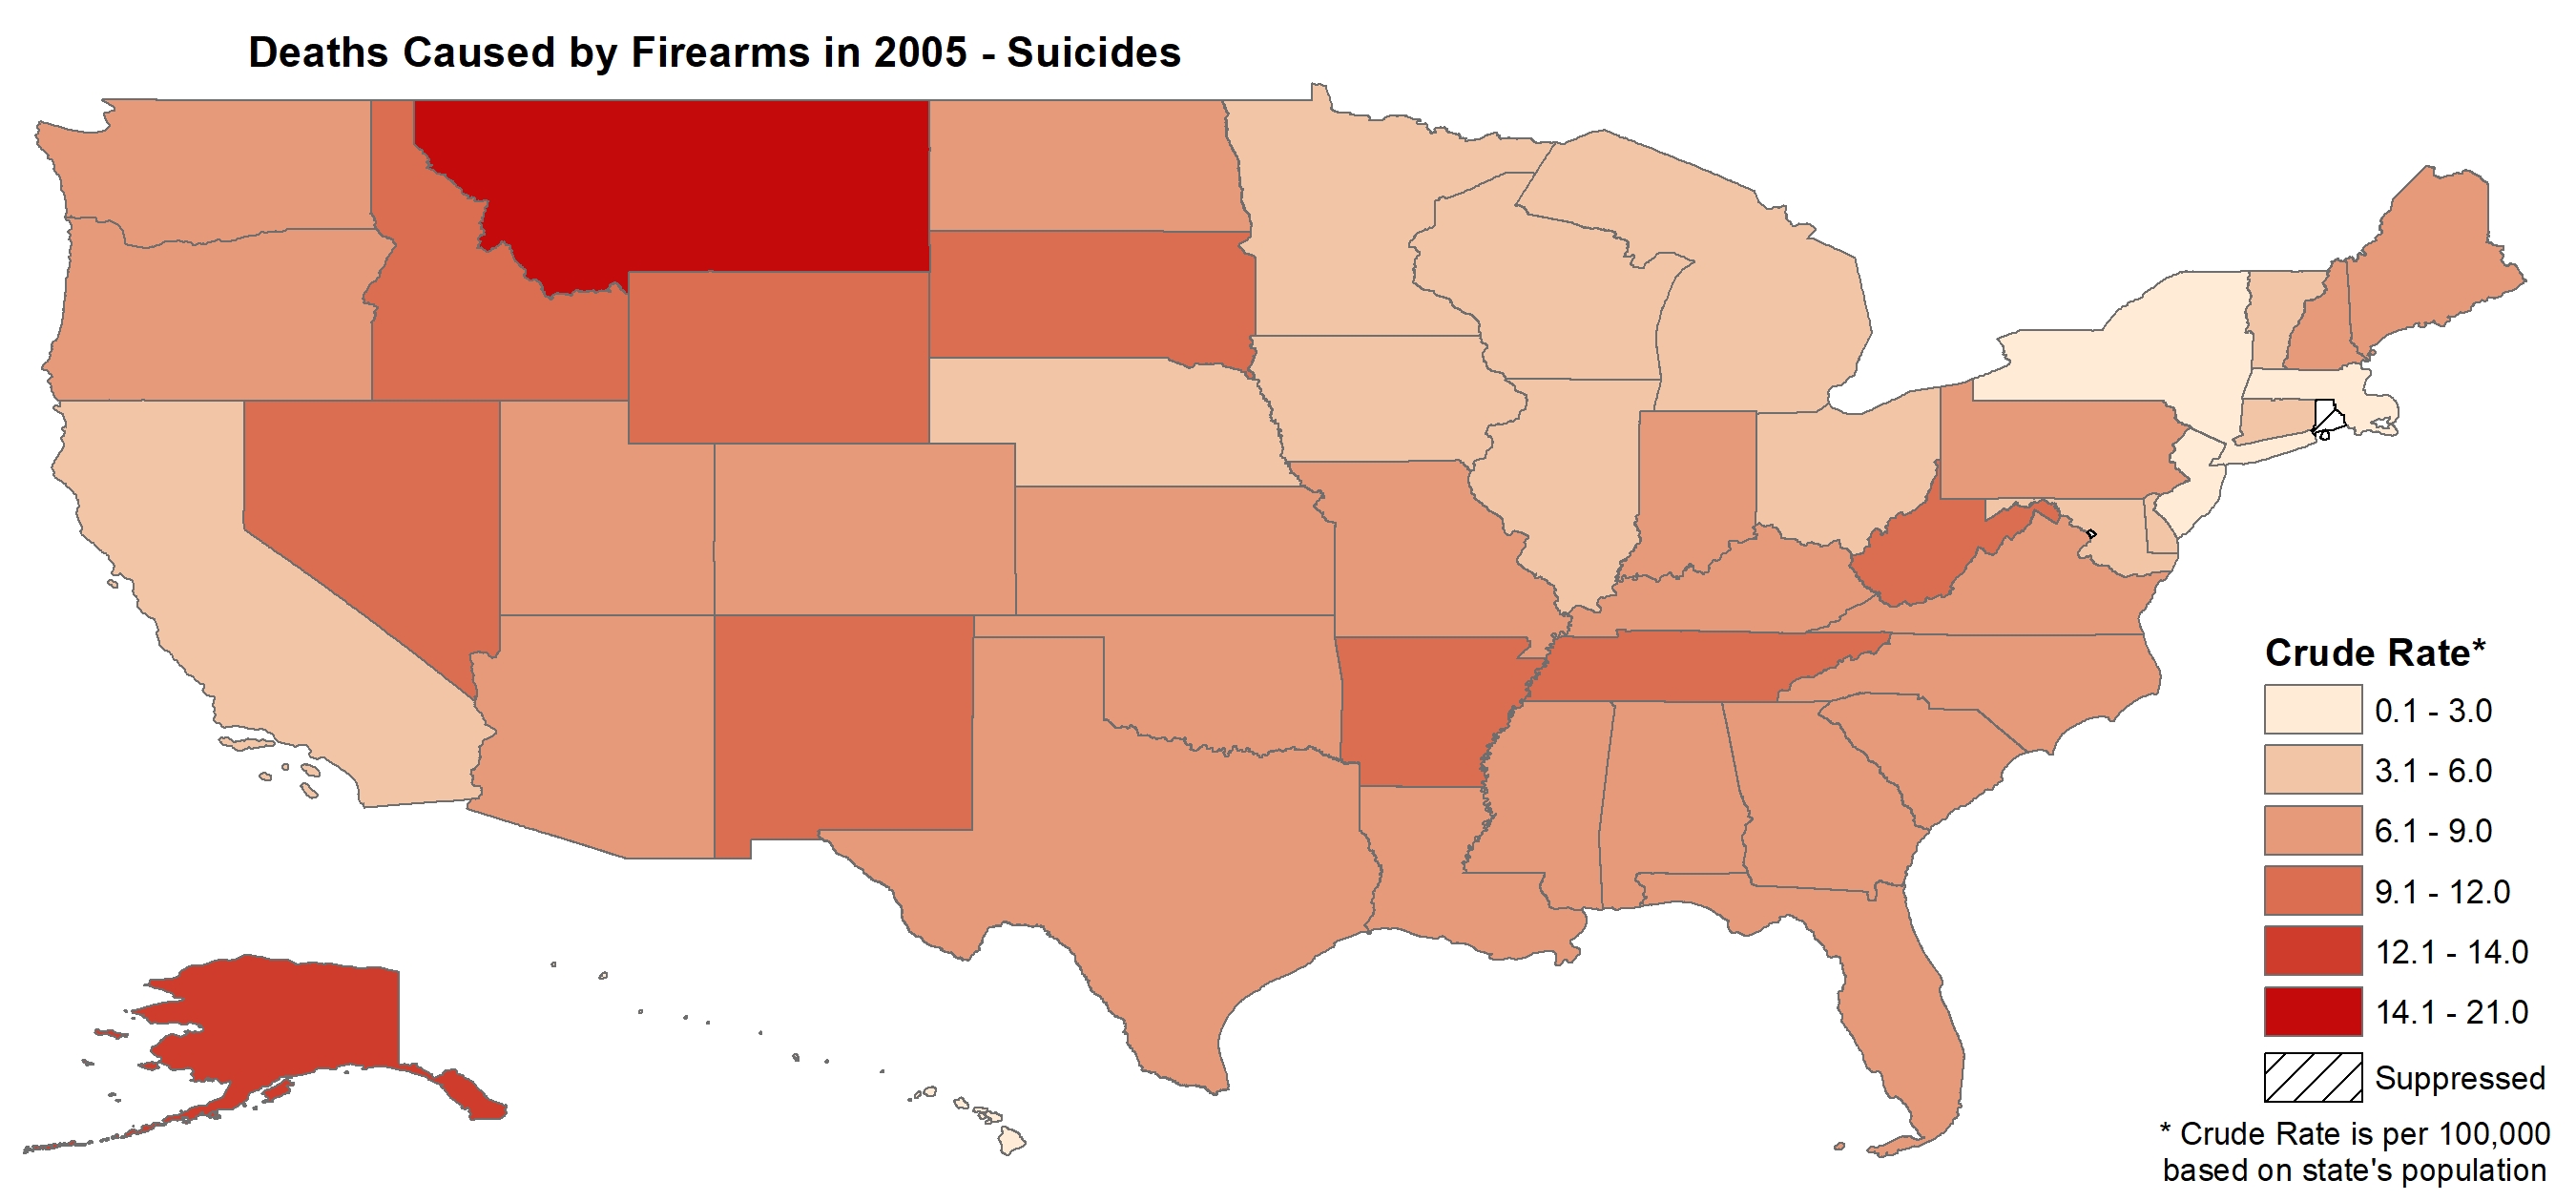 Deaths Caused by Firearms in 2005 - Suicides
Crude Rate*
0.1 - 3.0
3.1 - 6.0
6.1 - 9.0
9.1 - 12.0
12.1 - 14.0
14.1 - 21.0
Suppressed
* Crude Rate is per 100,000
based on state's population